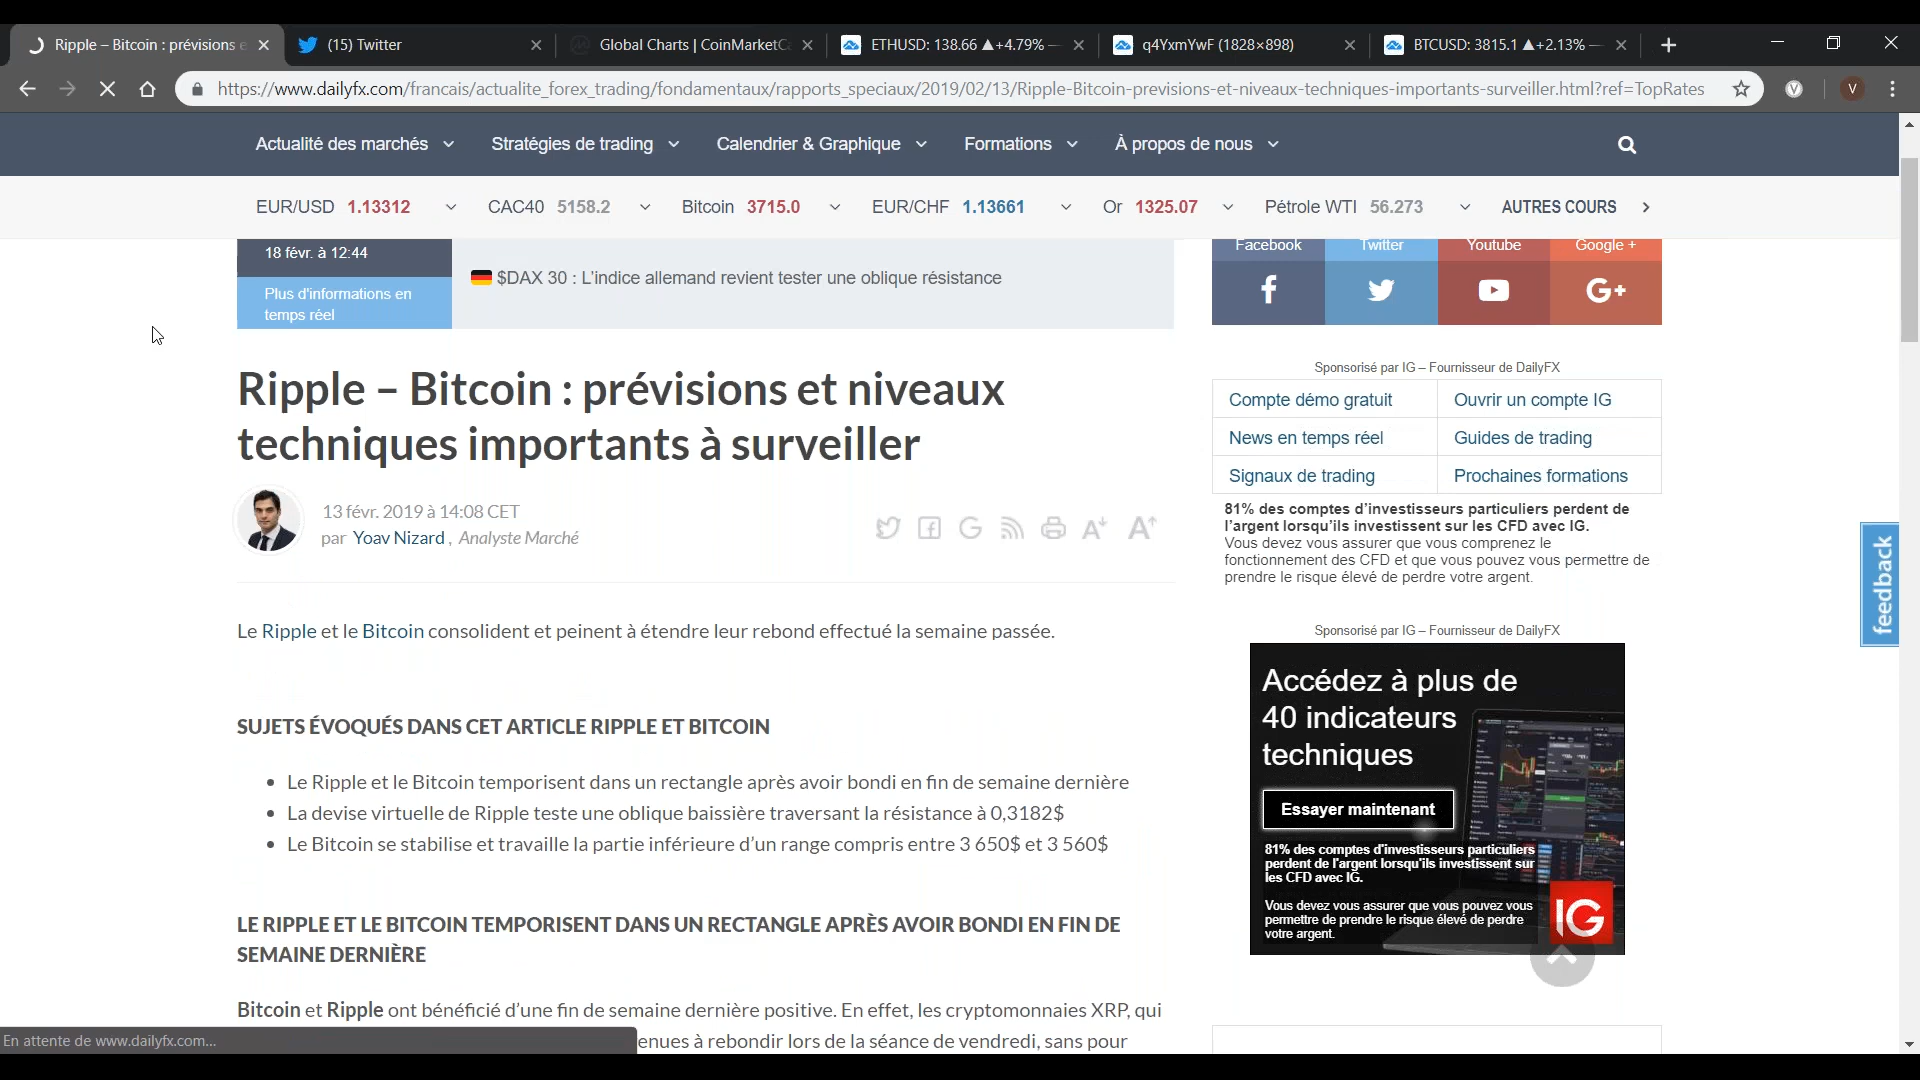 Ripple – Bitcoin : prévisions e
(15) Twitter
Global Charts | CoinMarketC
ETHUSD: 138.66 ▲+4.79% —
q4YxmYwF (1828×898)
BTCUSD: 3815.1 ▲+2.13% —
https://www.dailyfx.com/francais/actualite_forex_trading/fondamentaux/rapports_speciaux/2019/02/13/Ripple-Bitcoin-previsions-et-niveaux-techniques-importants-surveiller.html?ref=TopRates
V
Actualité des marchés
Stratégies de trading
Calendrier & Graphique
Formations
À propos de nous
EUR/USD 1.13312
CAC40 5158.2
Bitcoin 3715.0
EUR/CHF 1.13661
Or 1325.07
Pétrole WTI 56.273
AUTRES COURS
18 févr. à 12:44
Plus d'informations en
temps réel
$DAX 30 : L'indice allemand revient tester une oblique résistance
Facebook
Twitter
Youtube
Google +
Ripple – Bitcoin : prévisions et niveaux
techniques importants à surveiller
13 févr. 2019 à 14:08 CET
par Yoav Nizard , Analyste Marché
Le Ripple et le Bitcoin consolident et peinent à étendre leur rebond effectué la semaine passée.
SUJETS ÉVOQUÉS DANS CET ARTICLE RIPPLE ET BITCOIN
• Le Ripple et le Bitcoin temporisent dans un rectangle après avoir bondi en fin de semaine dernière
• La devise virtuelle de Ripple teste une oblique baissière traversant la résistance à 0,3182$
• Le Bitcoin se stabilise et travaille la partie inférieure d'un range compris entre 3 650$ et 3 560$
LE RIPPLE ET LE BITCOIN TEMPORISENT DANS UN RECTANGLE APRÈS AVOIR BONDI EN FIN DE
SEMAINE DERNIÈRE
Bitcoin et Ripple ont bénéficié d'une fin de semaine dernière positive. En effet, les cryptomonnaies XRP, qui
enues à rebondir lors de la séance de vendredi, sans pour
En attente de www.dailyfx.com...
Sponsorisé par IG – Fournisseur de DailyFX
Compte démo gratuit
Ouvrir un compte IG
News en temps réel
Guides de trading
Signaux de trading
Prochaines formations
81% des comptes d'investisseurs particuliers perdent de
l'argent lorsqu'ils investissent sur les CFD avec IG.
Vous devez vous assurer que vous comprenez le
fonctionnement des CFD et que vous pouvez vous permettre de
prendre le risque élevé de perdre votre argent.
Sponsorisé par IG – Fournisseur de DailyFX
Accédez à plus de
40 indicateurs
techniques
Essayer maintenant
81% des comptes d'investisseurs particuliers
perdent de l'argent lorsqu'ils investissent sur
les CFD avec IG.
Vous devez vous assurer que vous pouvez vous
permettre de prendre le risque élevé de perdre
votre argent.
IG
feedback